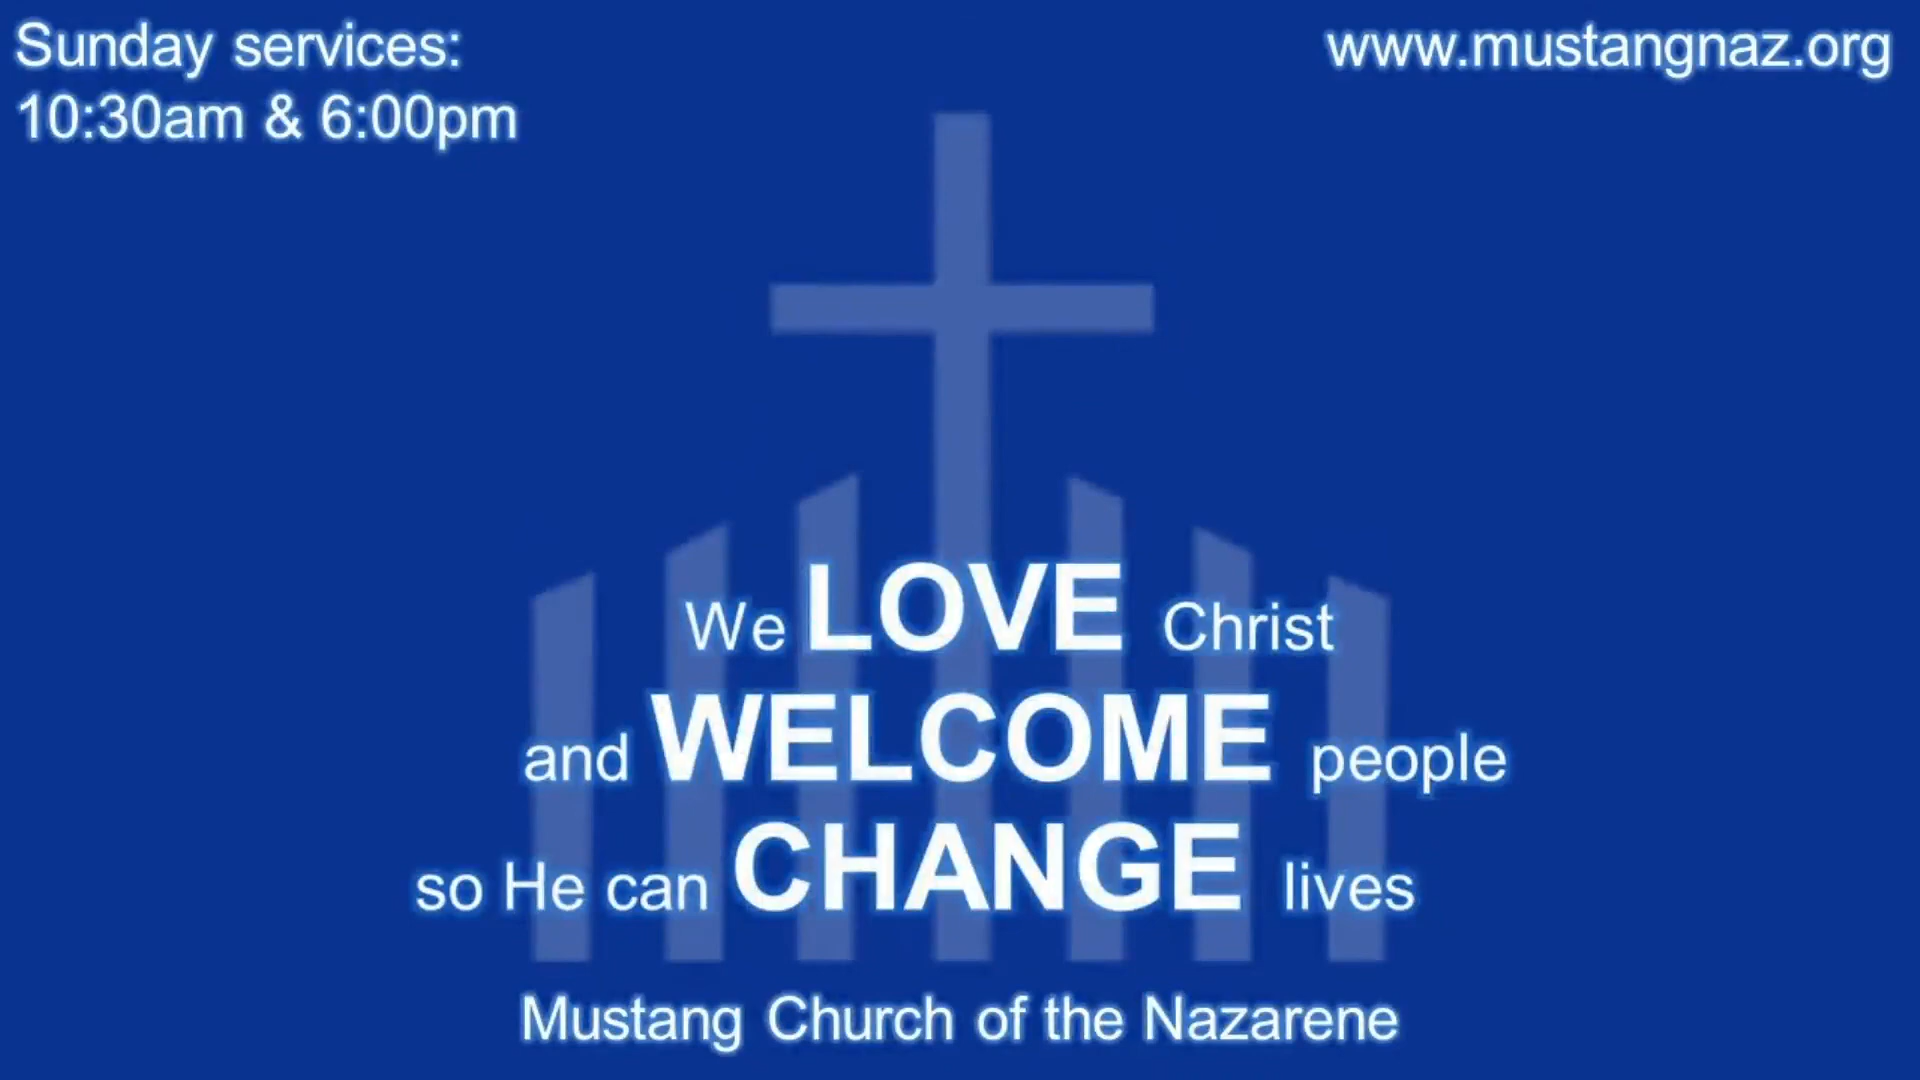 Sunday services:
10:30am & 6:00pm
www.mustangnaz.org
We LOVE Christ
and WELCOME people
so He can CHANGE lives
Mustang Church of the Nazarene